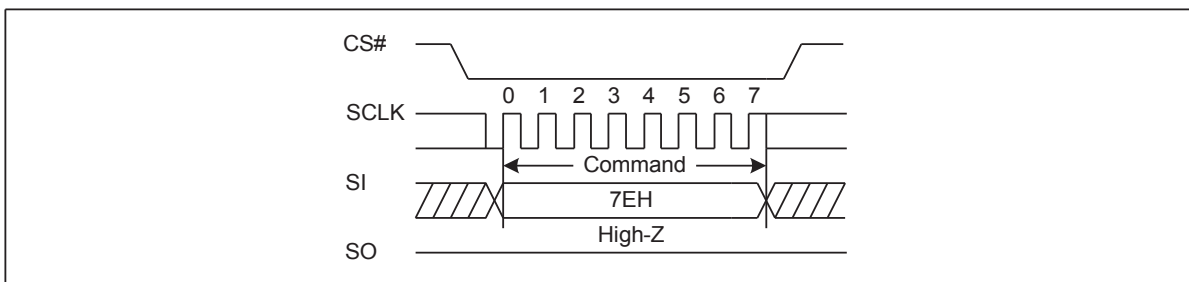 CS#
0 1 2 3 4 5 6 7
SCLK
Command
SI
7EH
High-Z
SO